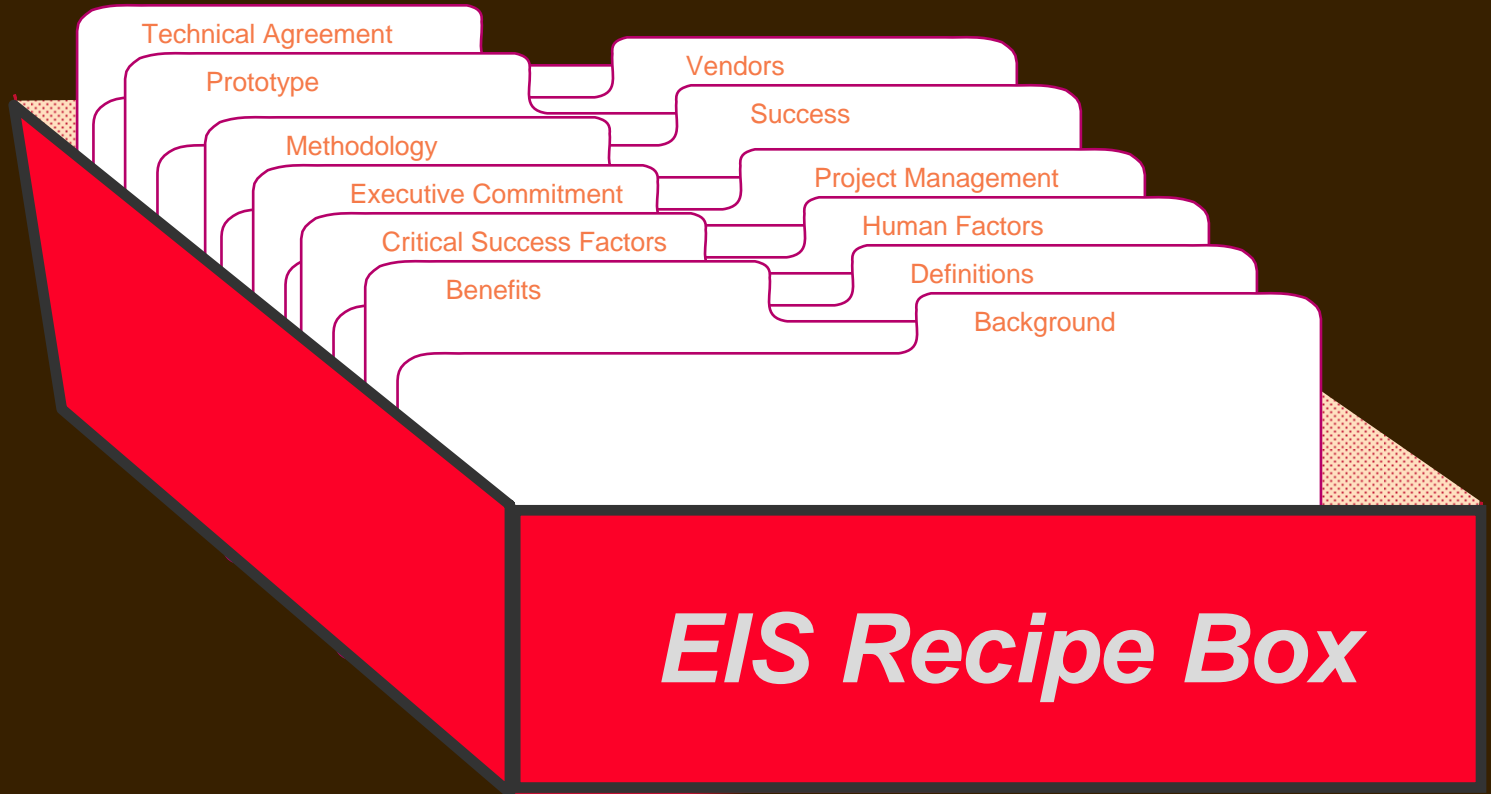 Technical Agreement
Vendors
Prototype
Success
Methodology
Project Management
Executive Commitment
Human Factors
Critical Success Factors
Definitions
Benefits
Background
EIS Recipe Box